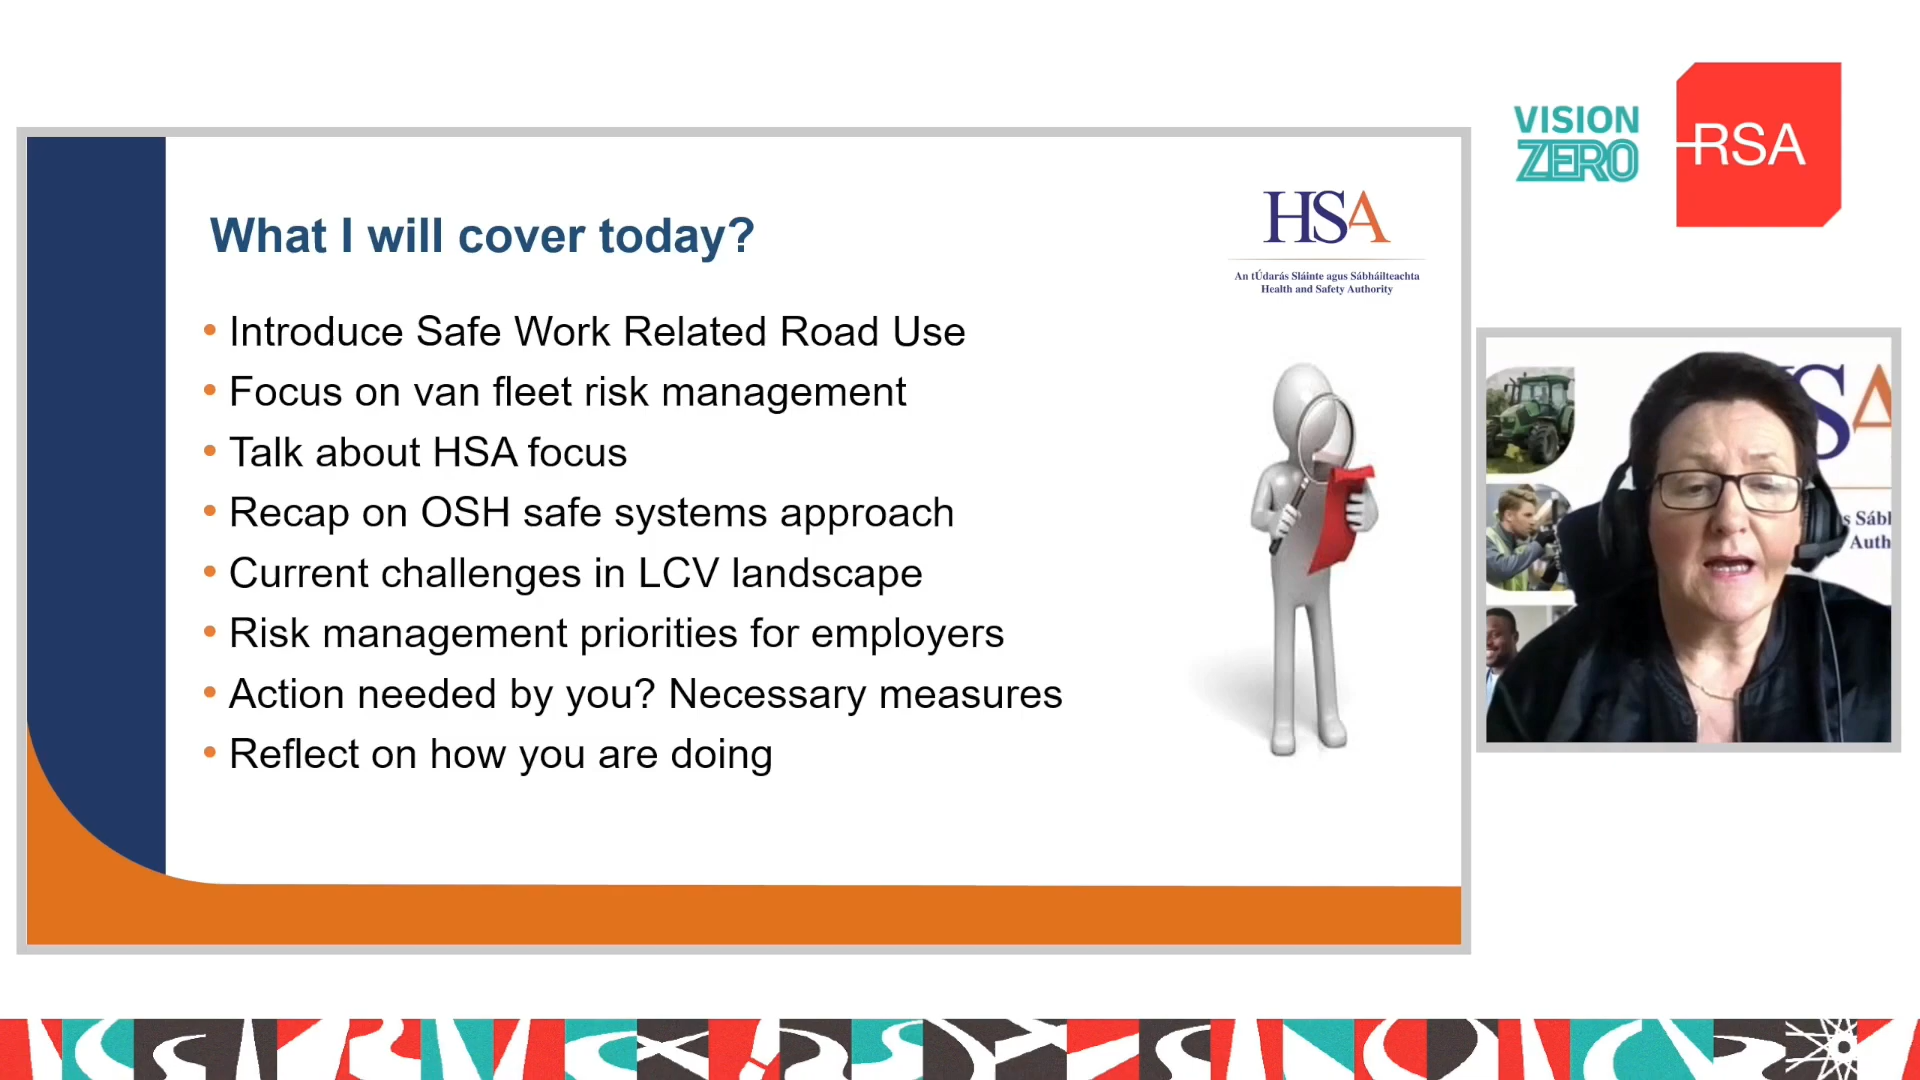 VISION
ZERO
RSA
What I will cover today?
HSA
An tÚdarás Sláinte agus Sábháilteachta
Health and Safety Authority
• Introduce Safe Work Related Road Use
• Focus on van fleet risk management
• Talk about HSA focus
• Recap on OSH safe systems approach
• Current challenges in LCV landscape
• Risk management priorities for employers
• Action needed by you? Necessary measures
• Reflect on how you are doing
SA
s Sábl
Auth